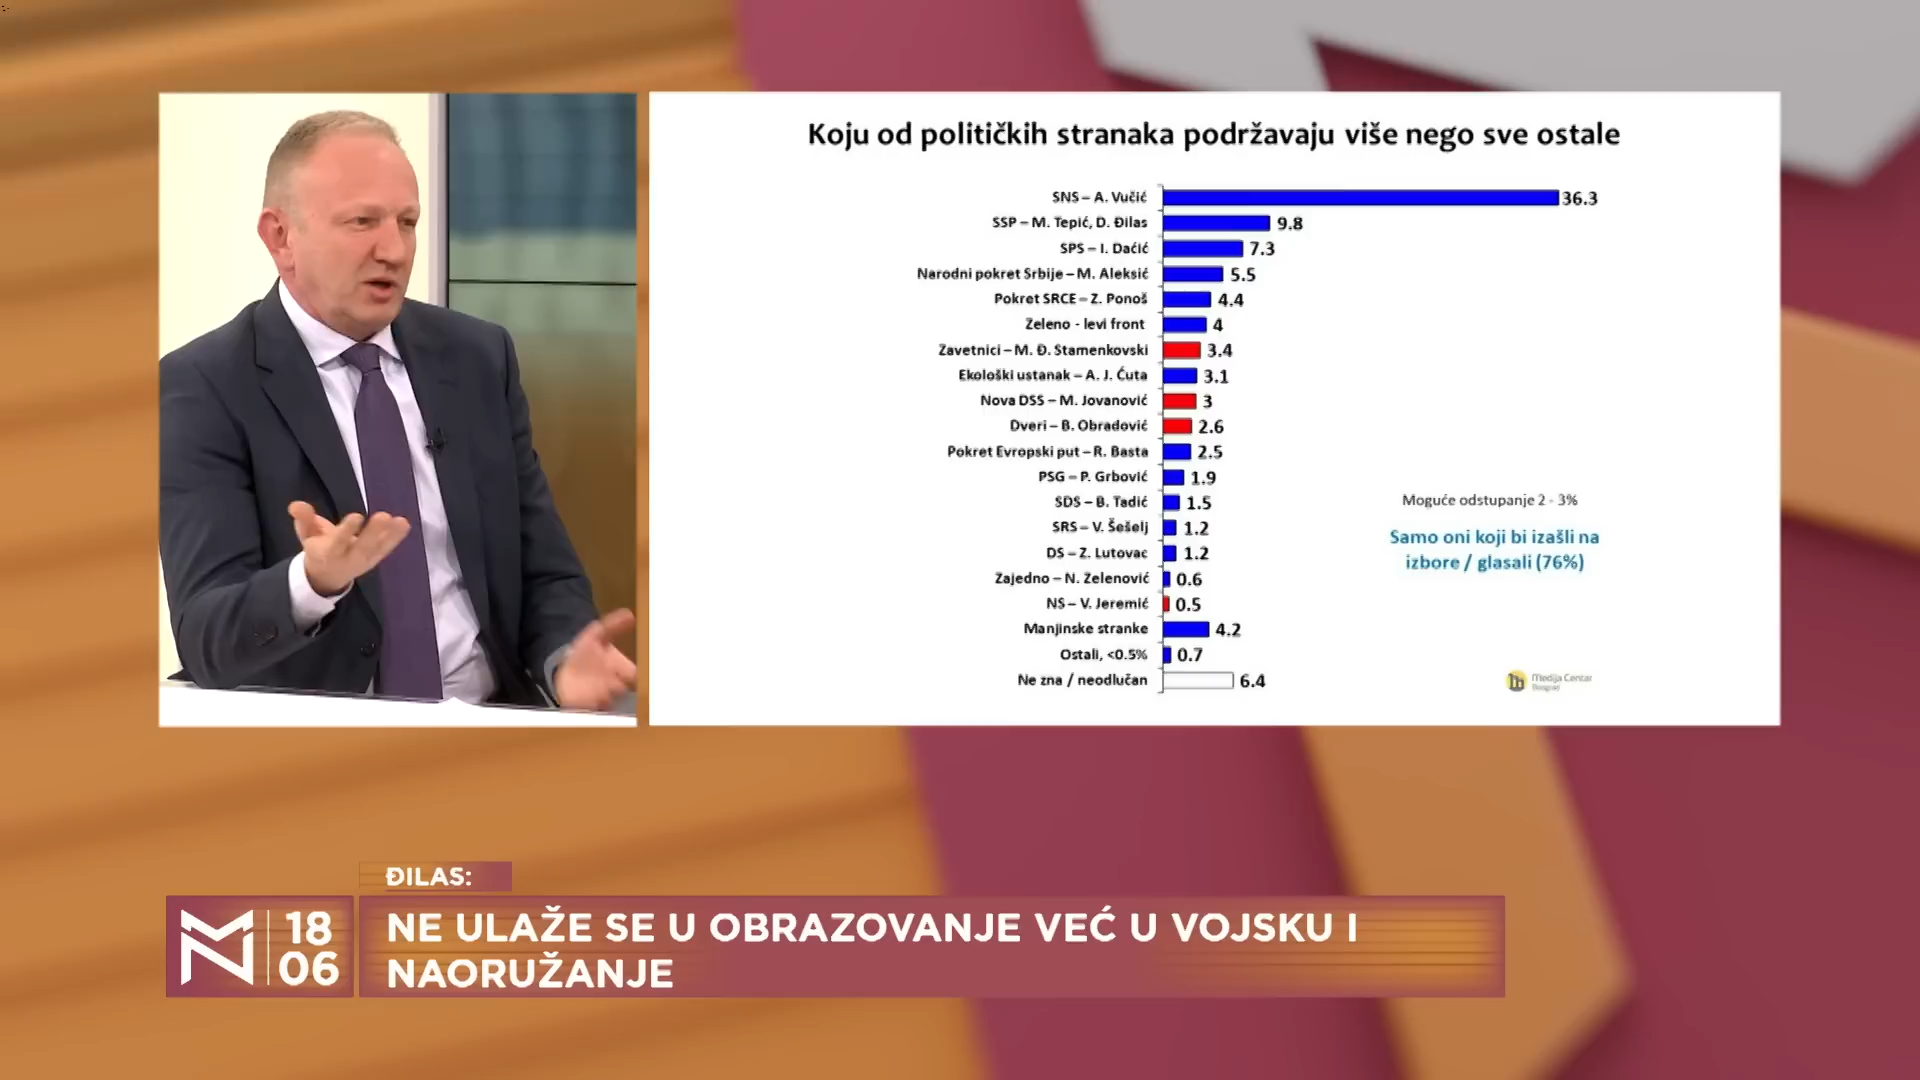 Koju od političkih stranaka podržavaju više nego sve ostale
SNS – A. Vučić 36.3
SSP – M. Tepić, D. Đilas 9.8
SPS – I. Dačić 7.3
Narodni pokret Srbije – M. Aleksić 5.5
Pokret SRCE – Z. Ponoš 4.4
Zeleno - levi front 4
Zavetnici – M. Đ. Stamenkovski 3.4
Ekološki ustanak – A. J. Ćuta 3.1
Nova DSS – M. Jovanović 3
Dveri – B. Obradović 2.6
Pokret Evropski put – R. Basta 2.5
PSG – P. Grbović 1.9
SDS – B. Tadić 1.5
SRS – V. Šešelj 1.2
DS – Z. Lutovac 1.2
Zajedno – N. Zelenović 0.6
NS – V. Jeremić 0.5
Manjinske stranke 4.2
Ostali, <0.5% 0.7
Ne zna / neodlučan 6.4
Moguće odstupanje 2 - 3%
Samo oni koji bi izašli na
izbore / glasali (76%)
Medija Centar
Beograd
ĐILAS:
18
06
NE ULAŽE SE U OBRAZOVANJE VEĆ U VOJSKU I
NAORUŽANJE